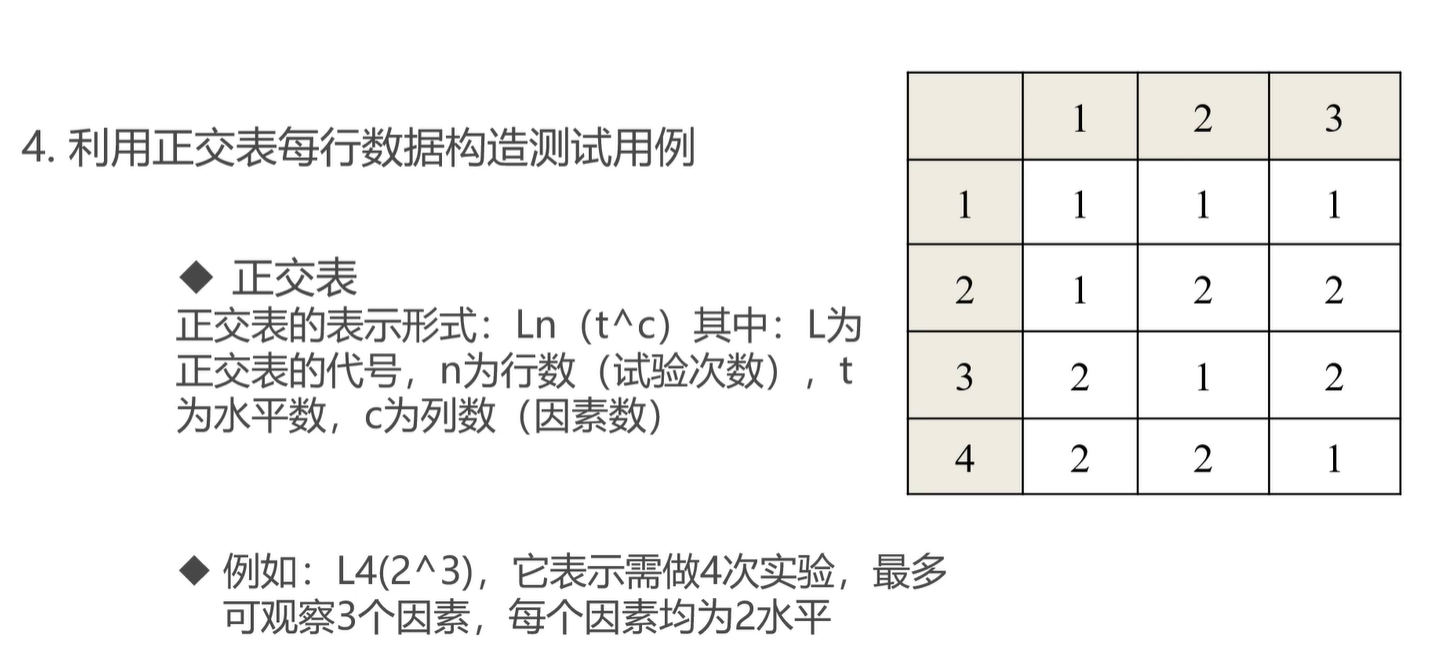 4. 利用正交表每行数据构造测试用例
◆ 正交表
正交表的表示形式：Ln（t^c）其中：L为
正交表的代号，n为行数（试验次数），t
为水平数，c为列数（因素数）
◆ 例如：L4(2^3)，它表示需做4次实验，最多
可观察3个因素，每个因素均为2水平
1 2 3
1 1 1 1
2 1 2 2
3 2 1 2
4 2 2 1